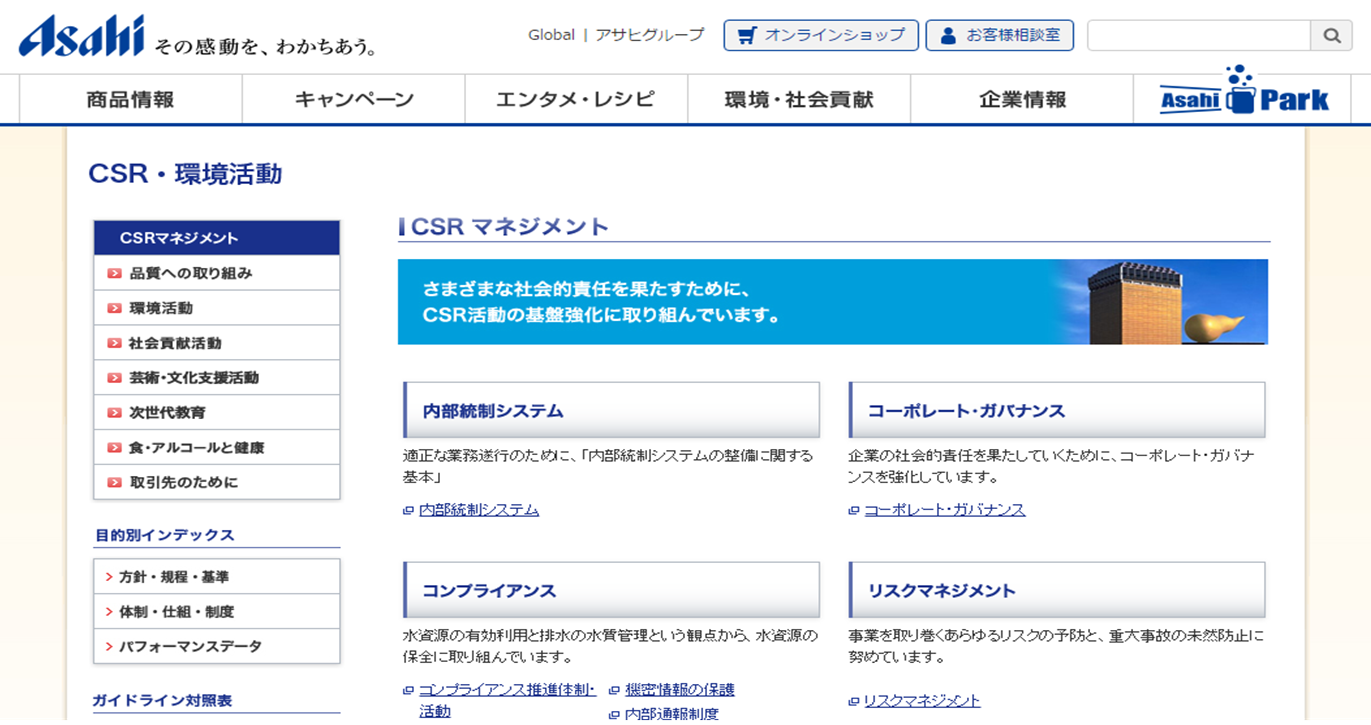 Asahi その感動を、わかちあう。
Global | アサヒグループ
オンラインショップ
お客様相談室
商品情報
キャンペーン
エンタメ・レシピ
環境・社会貢献
企業情報
Asahi Park
CSR・環境活動
CSRマネジメント
品質への取り組み
環境活動
社会貢献活動
芸術・文化支援活動
次世代教育
食・アルコールと健康
取引先のために
目的別インデックス
方針・規程・基準
体制・仕組・制度
パフォーマンスデータ
ガイドライン対照表
CSR マネジメント
さまざまな社会的責任を果たすために、
CSR活動の基盤強化に取り組んでいます。
内部統制システム
適正な業務遂行のために、「内部統制システムの整備に関する
基本」
内部統制システム
コーポレート・ガバナンス
企業の社会的責任を果たしていくために、コーポレート・ガバナ
ンスを強化しています。
コーポレート・ガバナンス
コンプライアンス
水資源の有効利用と排水の水質管理という観点から、水資源の
保全に取り組んでいます。
コンプライアンス推進体制・
活動
機密情報の保護
内部通報制度
リスクマネジメント
事業を取り巻くあらゆるリスクの予防と、重大事故の未然防止に
努めています。
リスクマネジメント